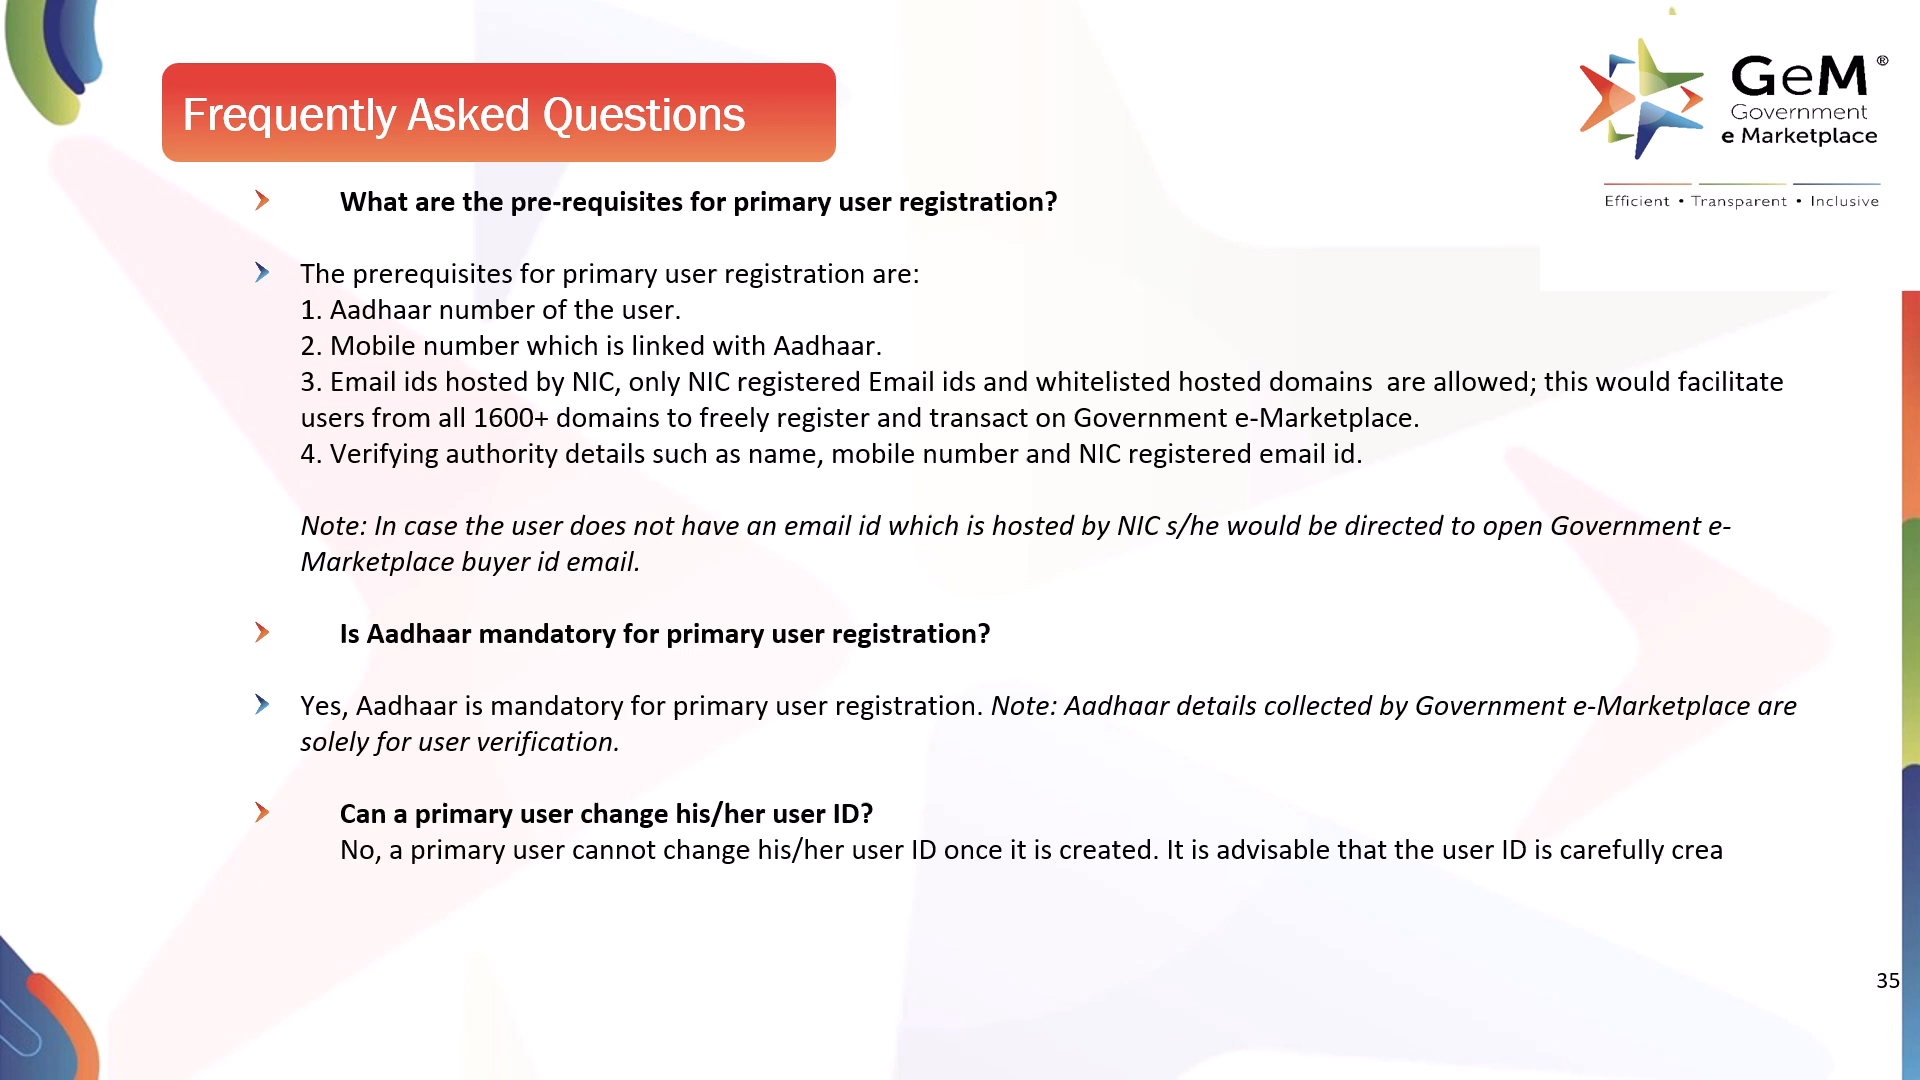 Frequently Asked Questions
GeM®
Government
e Marketplace
Efficient • Transparent • Inclusive
What are the pre-requisites for primary user registration?
The prerequisites for primary user registration are:
1. Aadhaar number of the user.
2. Mobile number which is linked with Aadhaar.
3. Email ids hosted by NIC, only NIC registered Email ids and whitelisted hosted domains  are allowed; this would facilitate
users from all 1600+ domains to freely register and transact on Government e-Marketplace.
4. Verifying authority details such as name, mobile number and NIC registered email id.
Note: In case the user does not have an email id which is hosted by NIC s/he would be directed to open Government e-
Marketplace buyer id email.
Is Aadhaar mandatory for primary user registration?
Yes, Aadhaar is mandatory for primary user registration. Note: Aadhaar details collected by Government e-Marketplace are
solely for user verification.
Can a primary user change his/her user ID?
No, a primary user cannot change his/her user ID once it is created. It is advisable that the user ID is carefully crea
35